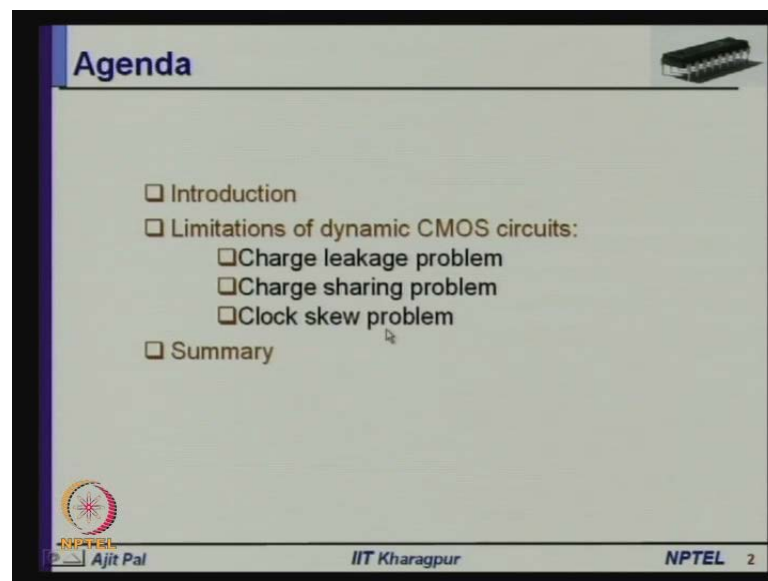 Agenda
Introduction
Limitations of dynamic CMOS circuits:
Charge leakage problem
Charge sharing problem
Clock skew problem
Summary
NPTEL
Ajit Pal IIT Kharagpur NPTEL 2